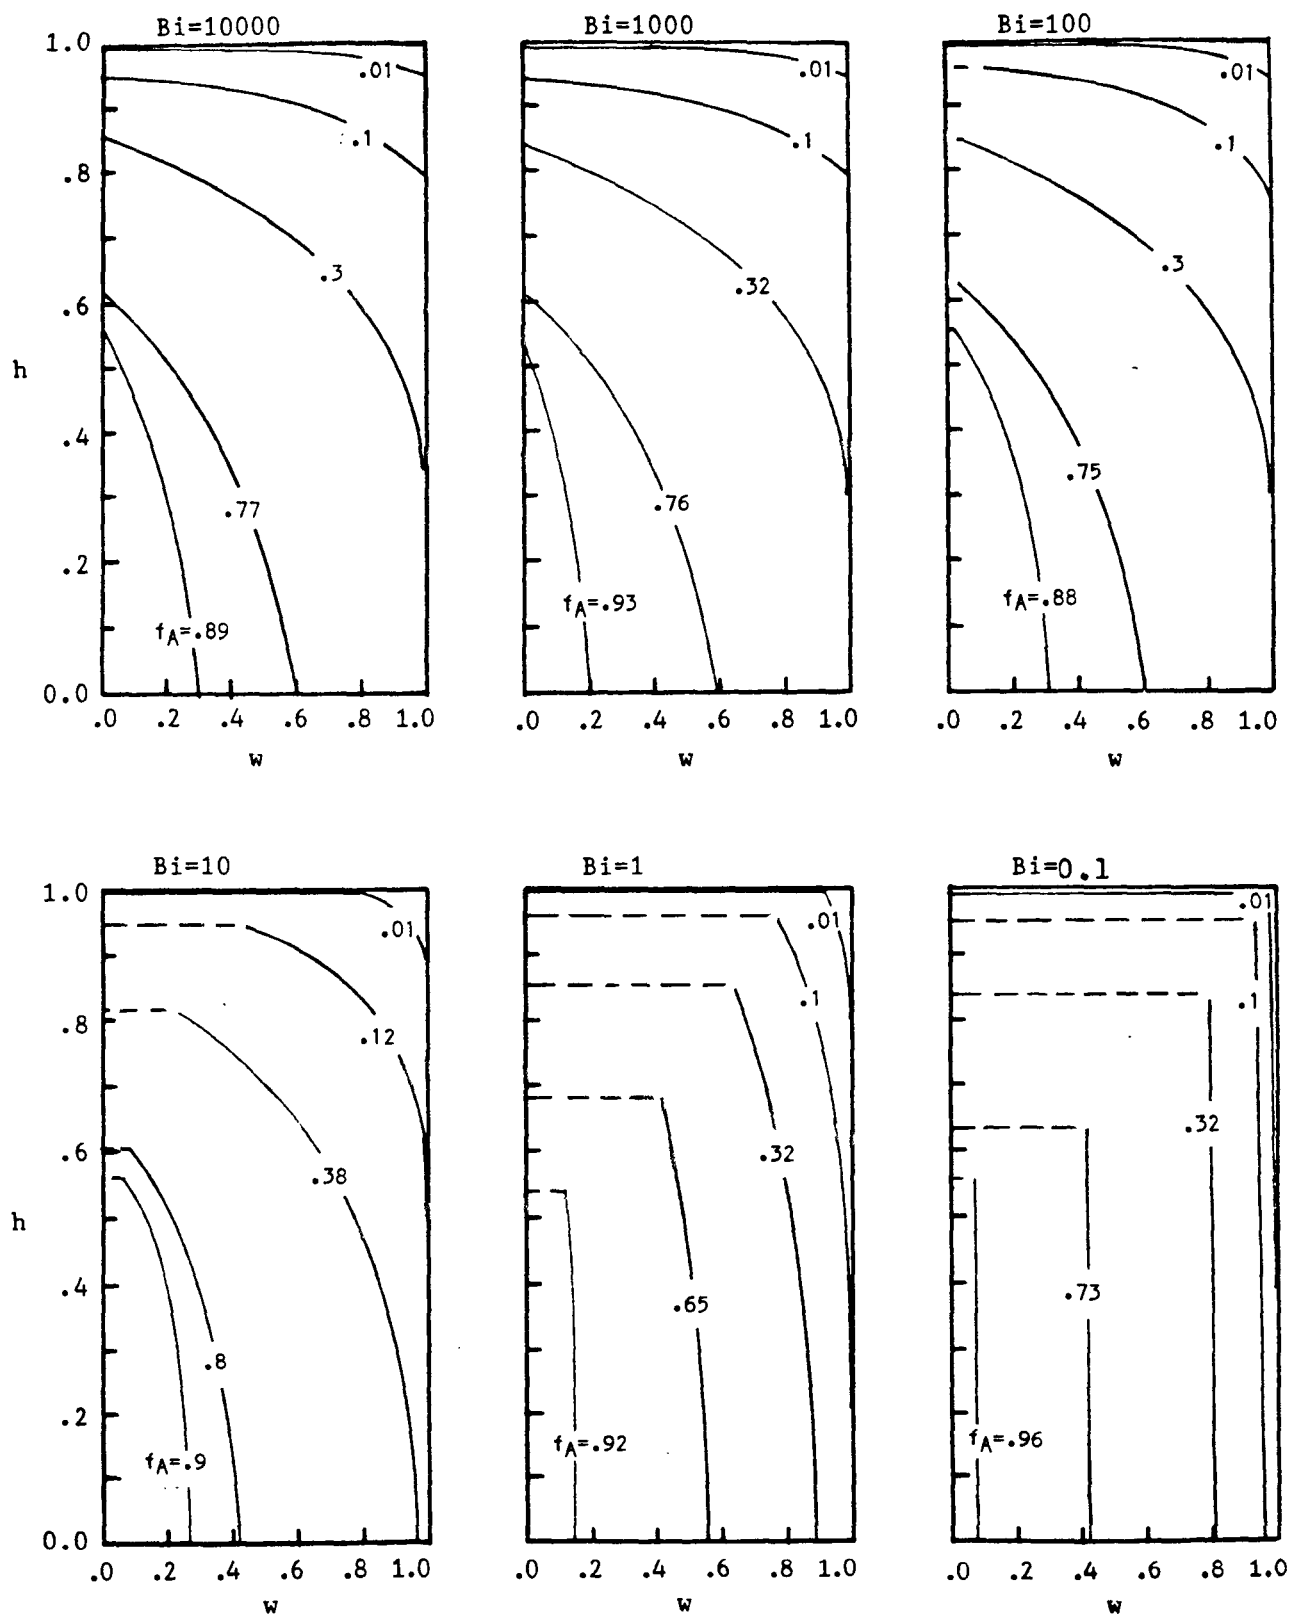 Bi=10000
Bi=1000
Bi=100
1.0
.8
.6
.4
.2
0.0
h
.01
.1
.3
.77
fA=.89
.0 .2 .4 .6 .8 1.0
w
.01
.1
.32
.76
fA=.93
.0 .2 .4 .6 .8 1.0
w
.01
.1
.3
.75
fA=.88
.0 .2 .4 .6 .8 1.0
w
Bi=10
Bi=1
Bi=0.1
1.0
.8
.6
.4
.2
0.0
h
.01
.12
.38
.8
fA=.9
.0 .2 .4 .6 .8 1.0
w
.01
.1
.32
.65
fA=.92
.0 .2 .4 .6 .8 1.0
w
.01
.1
.32
.73
fA=.96
.0 .2 .4 .6 .8 1.0
w